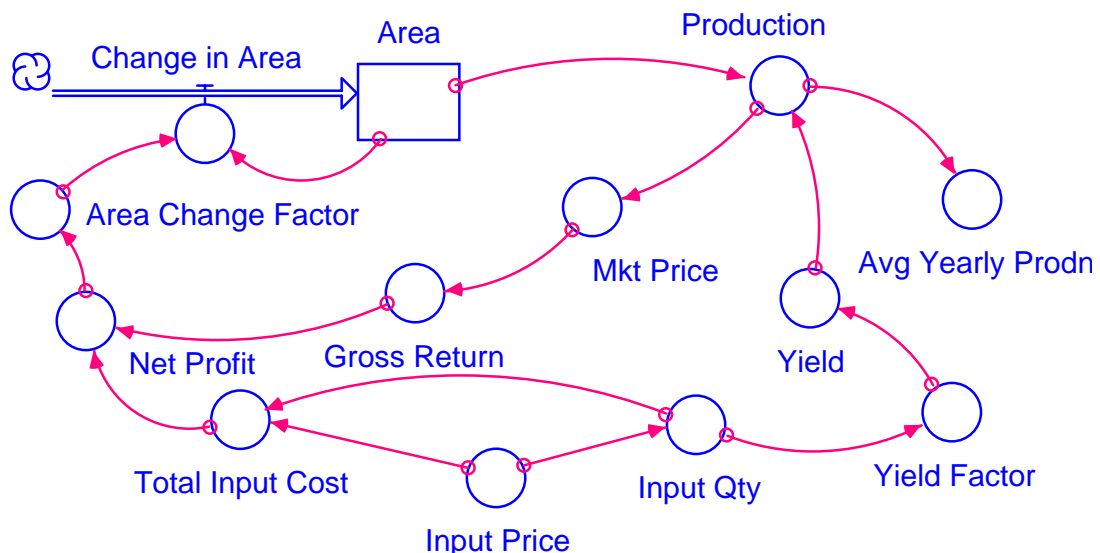 Production
Area
Change in Area
Area Change Factor
Mkt Price
Avg Yearly Prodn
Net Profit
Gross Return
Yield
Total Input Cost
Input Qty
Yield Factor
Input Price